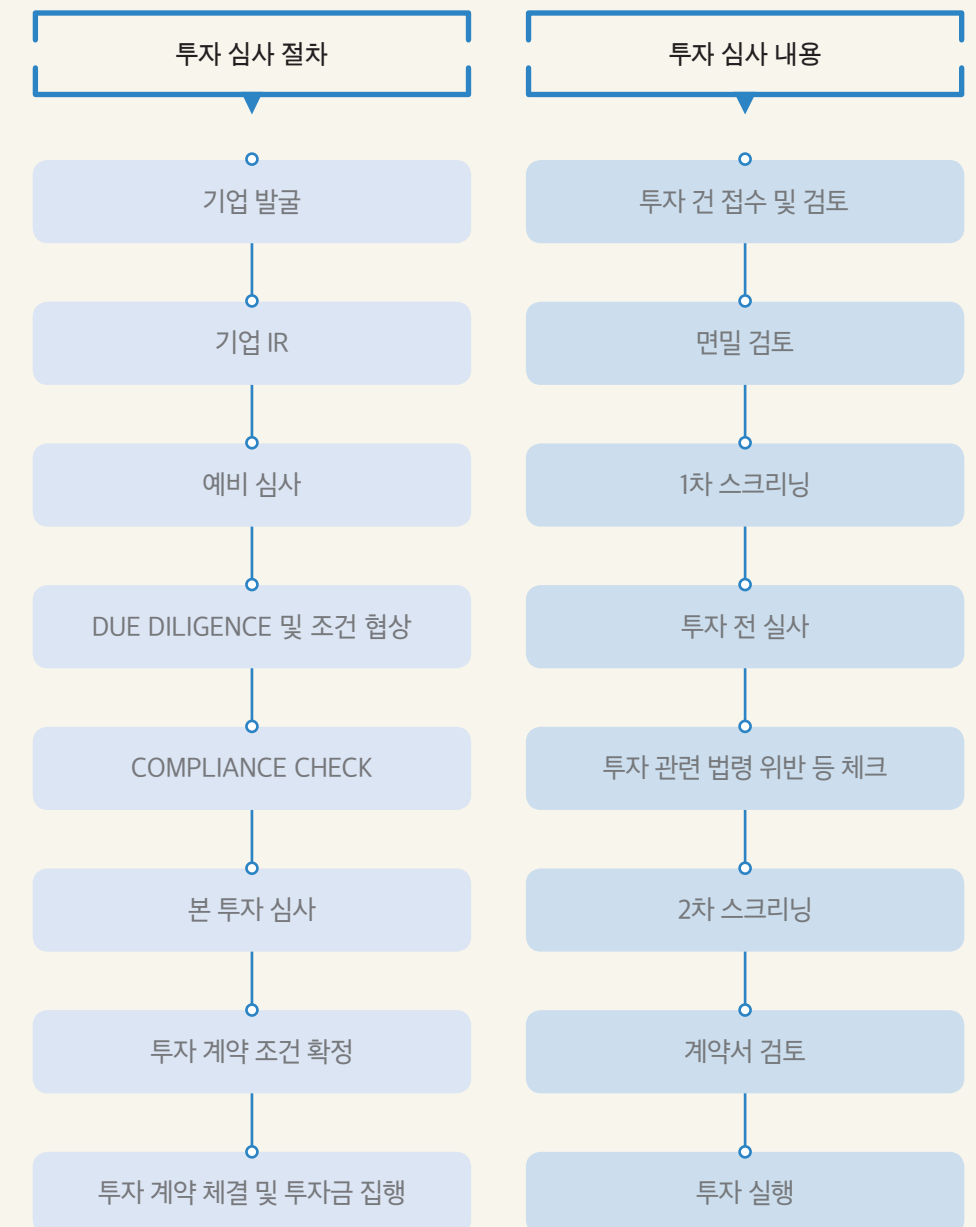 투자 심사 절차
투자 심사 내용
기업 발굴
투자 건 접수 및 검토
기업 IR
면밀 검토
예비 심사
1차 스크리닝
DUE DILIGENCE 및 조건 협상
투자 전 실사
COMPLIANCE CHECK
투자 관련 법령 위반 등 체크
본 투자 심사
2차 스크리닝
투자 계약 조건 확정
계약서 검토
투자 계약 체결 및 투자금 집행
투자 실행